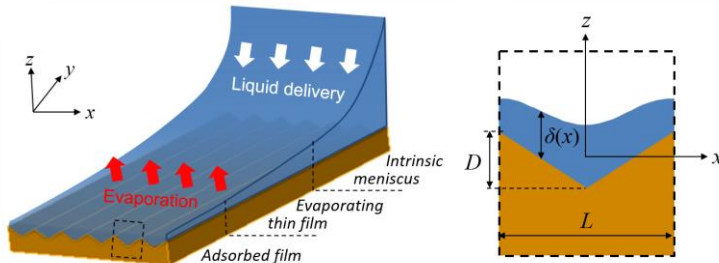 z
y
x
Liquid delivery
Evaporation
Intrinsic
meniscus
Evaporating
thin film
Adsorbed film
z
δ(x)
x
D
L